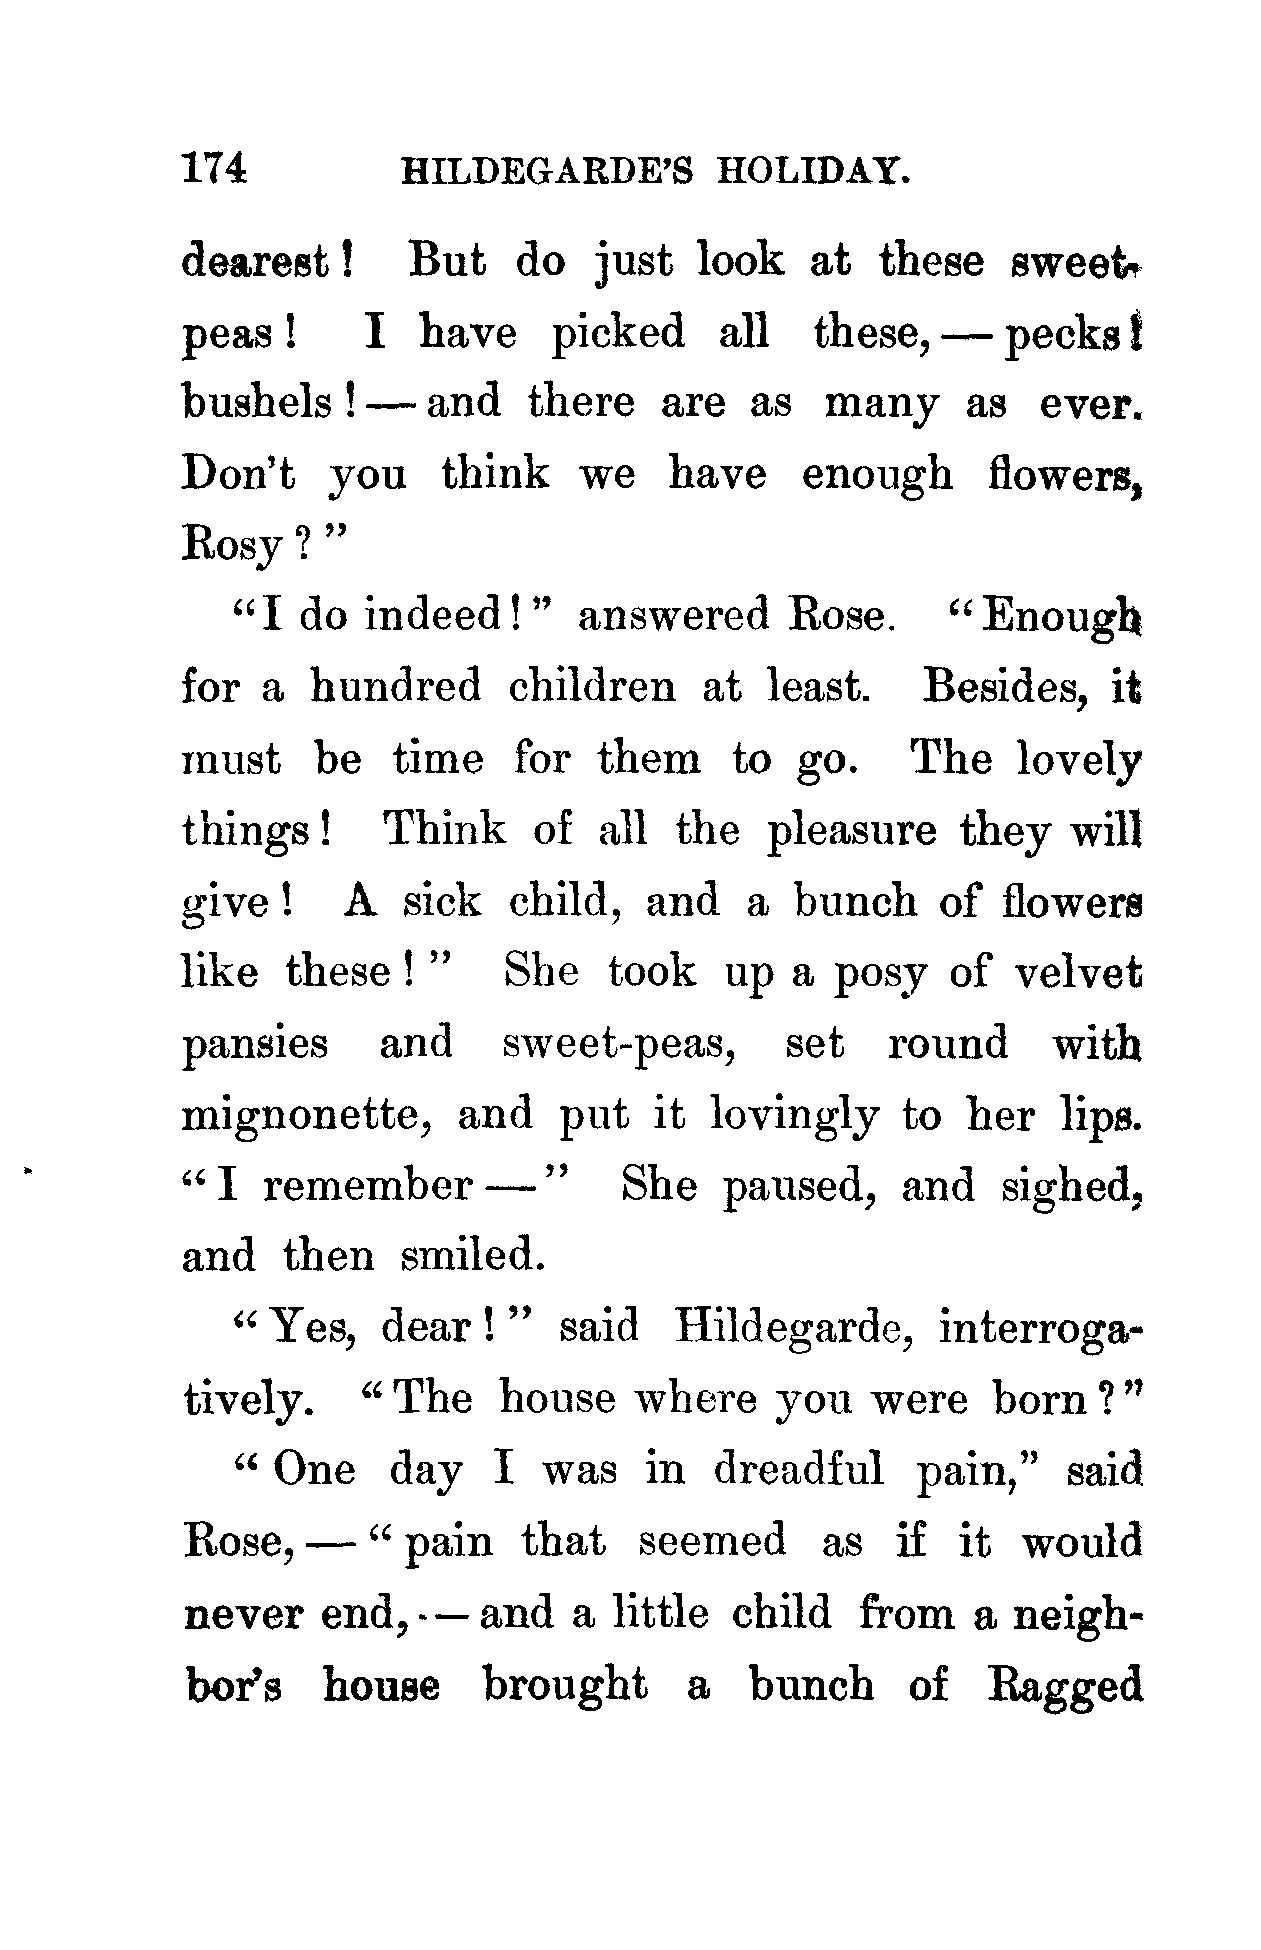 174 HILDEGARDE'S HOLIDAY.
dearest! But do just look at these sweet-
peas! I have picked all these,—pecks!
bushels!—and there are as many as ever.
Don't you think we have enough flowers,
Rosy?"
"I do indeed!" answered Rose. "Enough
for a hundred children at least. Besides, it
must be time for them to go. The lovely
things! Think of all the pleasure they will
give! A sick child, and a bunch of flowers
like these!" She took up a posy of velvet
pansies and sweet-peas, set round with
mignonette, and put it lovingly to her lips.
"I remember—" She paused, and sighed,
and then smiled.
"Yes, dear!" said Hildegarde, interroga-
tively. "The house where you were born?"
"One day I was in dreadful pain," said
Rose,—"pain that seemed as if it would
never end,—and a little child from a neigh-
bor's house brought a bunch of Ragged